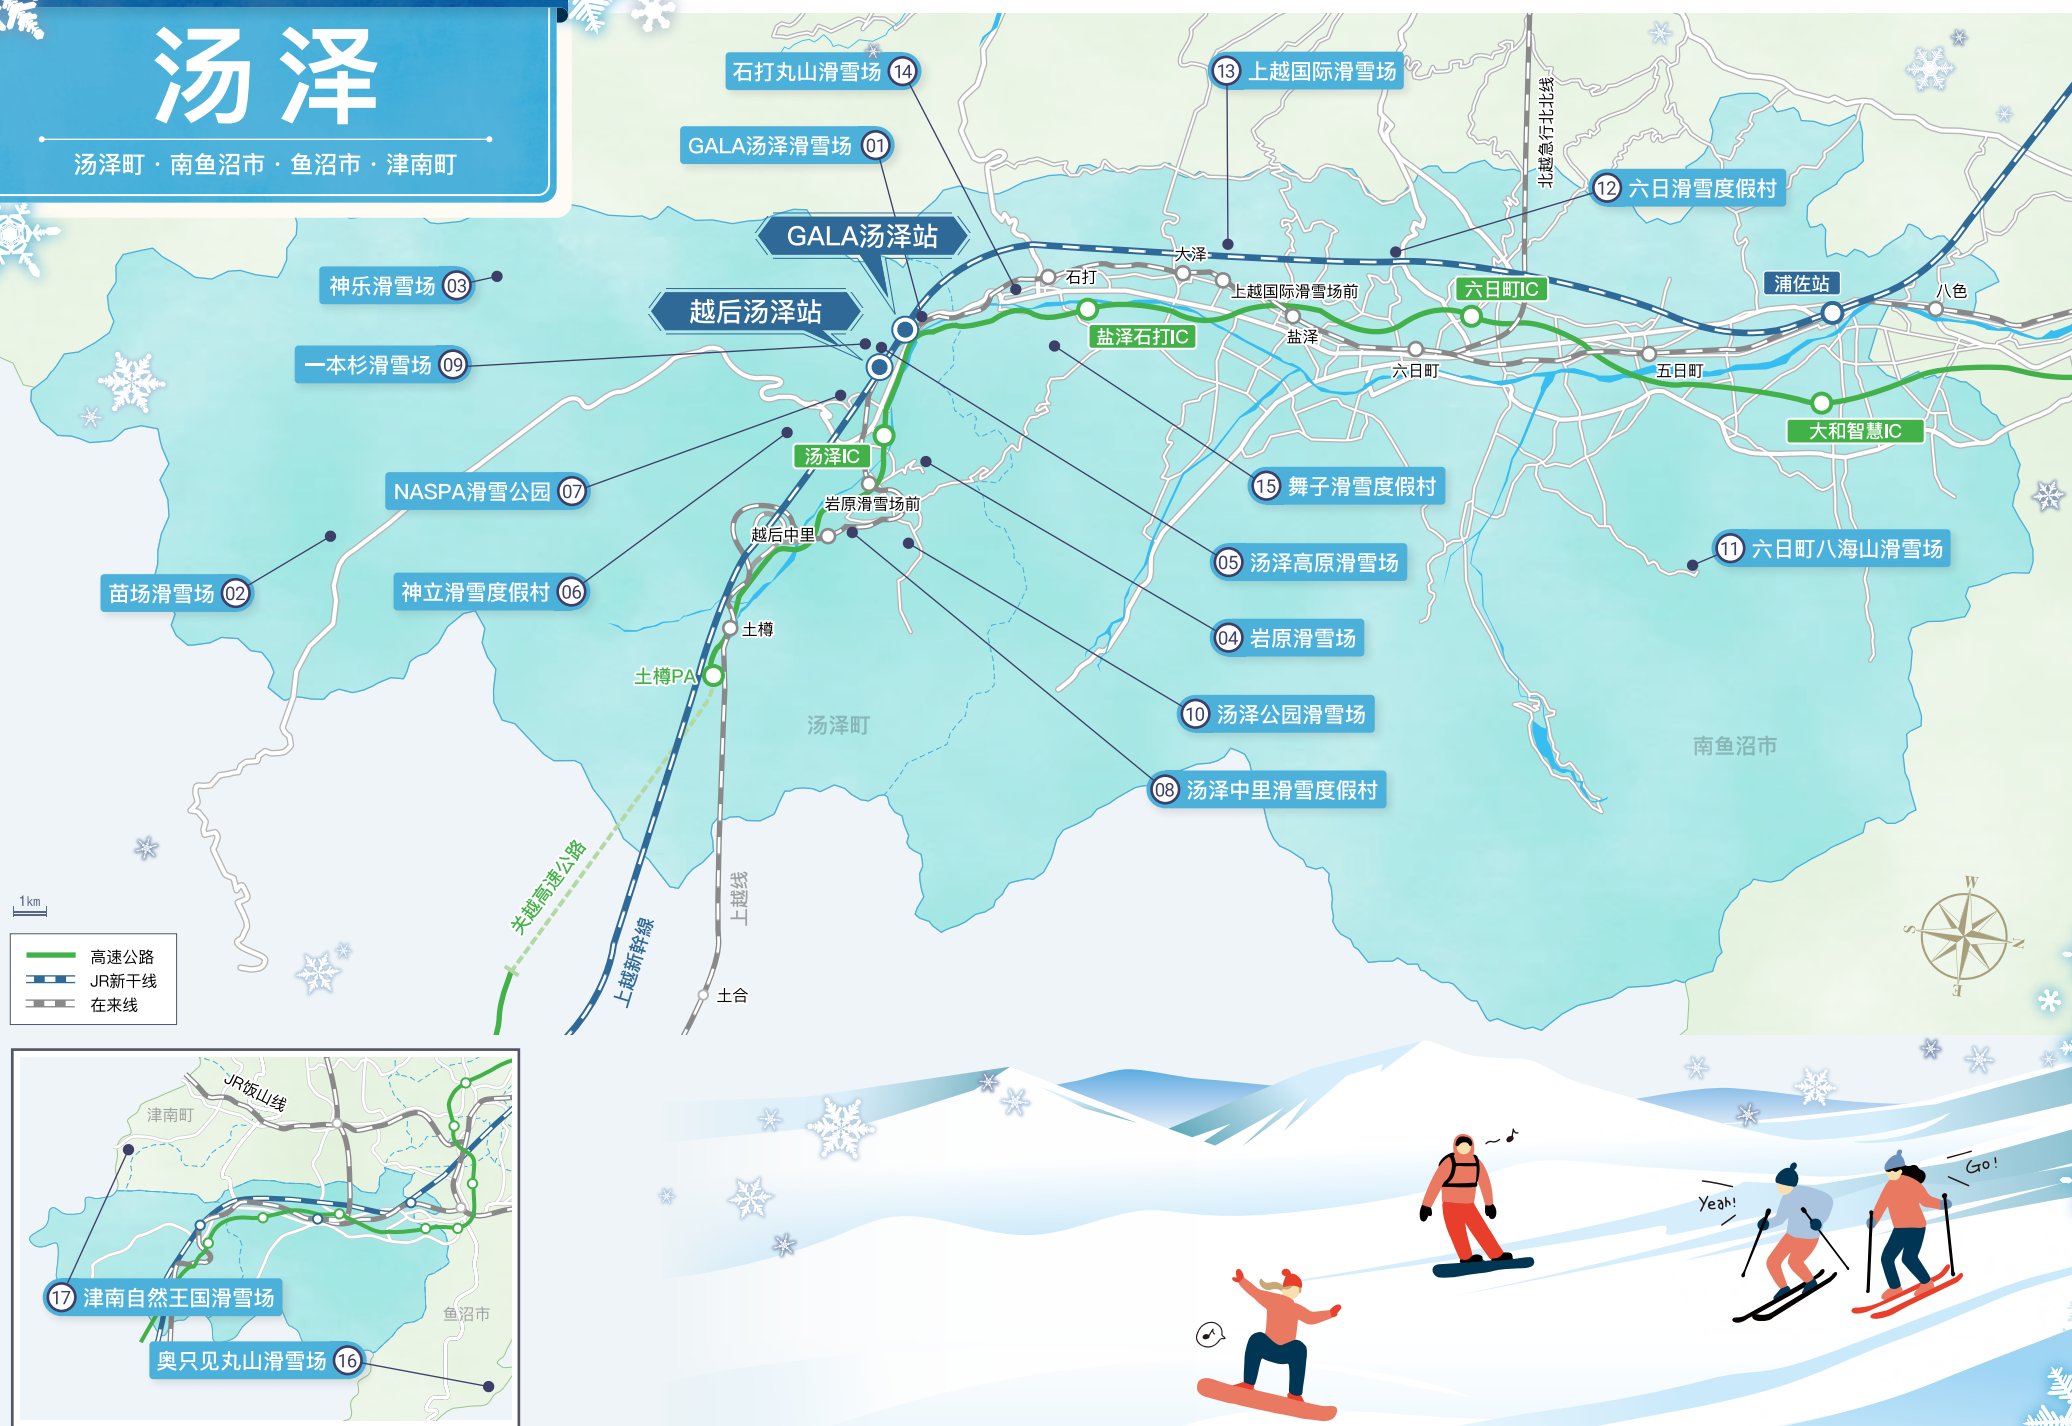 汤泽
汤泽町 · 南鱼沼市 · 鱼沼市 · 津南町
石打丸山滑雪场 14
13 上越国际滑雪场
GALA汤泽滑雪场 01
北越急行北北线
12 六日滑雪度假村
GALA汤泽站
神乐滑雪场 03
越后汤泽站
石打
大泽
上越国际滑雪场前
六日町IC
浦佐站
八色
盐泽石打IC
盐泽
一本杉滑雪场 09
六日町
五日町
大和智慧IC
汤泽IC
NASPA滑雪公园 07
岩原滑雪场前
越后中里
15 舞子滑雪度假村
苗场滑雪场 02
神立滑雪度假村 06
05 汤泽高原滑雪场
11 六日町八海山滑雪场
土樽
04 岩原滑雪场
土樽PA
汤泽町
10 汤泽公园滑雪场
南鱼沼市
08 汤泽中里滑雪度假村
关越高速公路
上越线
上越新幹線
土合
1km
高速公路
JR新干线
在来线
W
S
N
E
JR饭山线
津南町
17 津南自然王国滑雪场
鱼沼市
奥只见丸山滑雪场 16
Yeah!
Go!